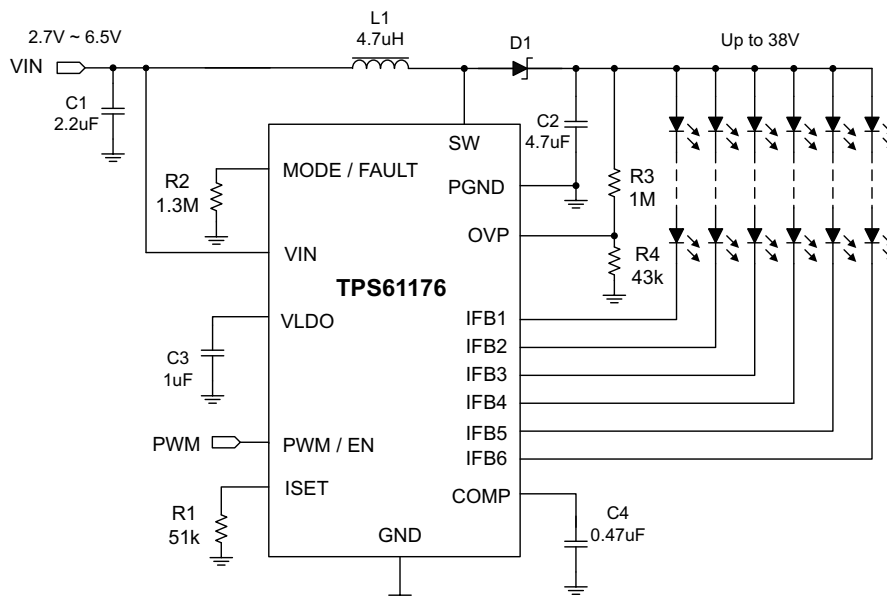 L1
4.7uH
2.7V ~ 6.5V
D1
Up to 38V
VIN
C1
2.2uF
C2
4.7uF
SW
R2
1.3M
MODE / FAULT
PGND
R3
1M
OVP
VIN
R4
43k
TPS61176
VLDO
IFB1
C3
1uF
IFB2
IFB3
IFB4
IFB5
PWM
PWM / EN
IFB6
ISET
COMP
R1
51k
C4
0.47uF
GND